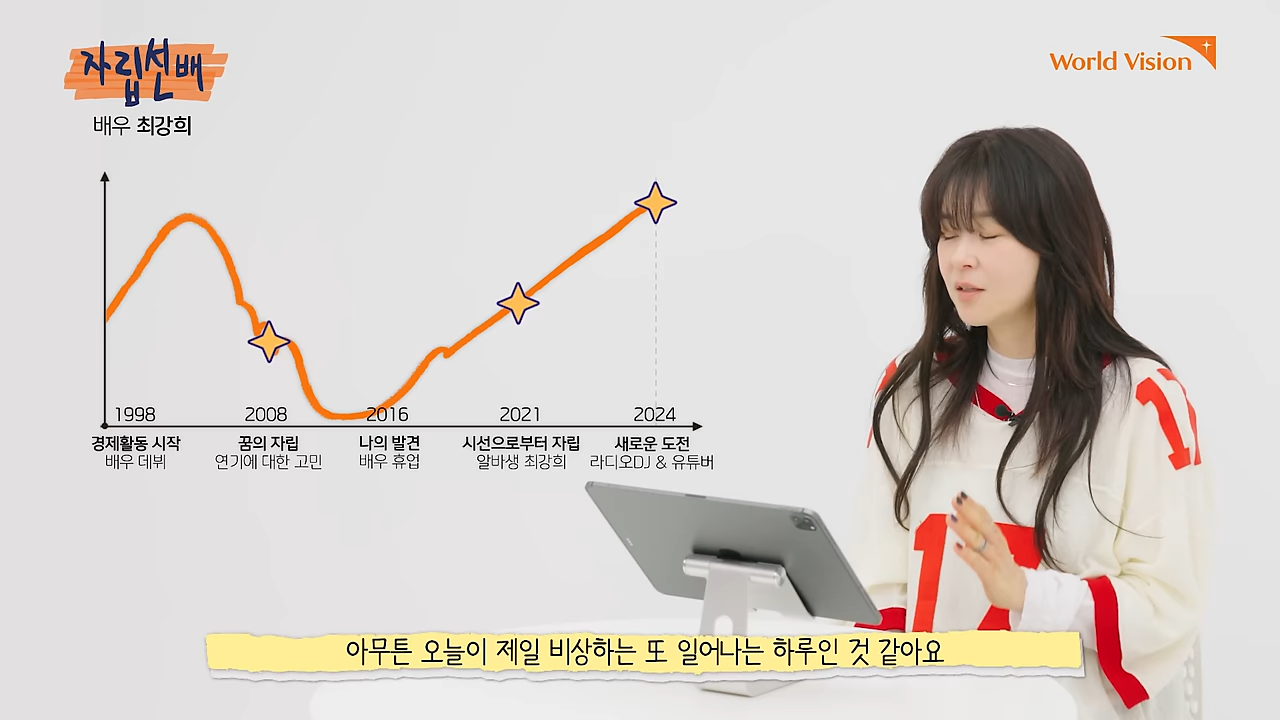 자립선배
배우 최강희
World Vision
1998 2008 2016 2021 2024
경제활동 시작 꿈의 자립 나의 발견 시선으로부터 자립 새로운 도전
배우 데뷔 연기에 대한 고민 배우 휴업 알바생 최강희 라디오DJ & 유튜버
17
17
아무튼 오늘이 제일 비상하는 또 일어나는 하루인 것 같아요